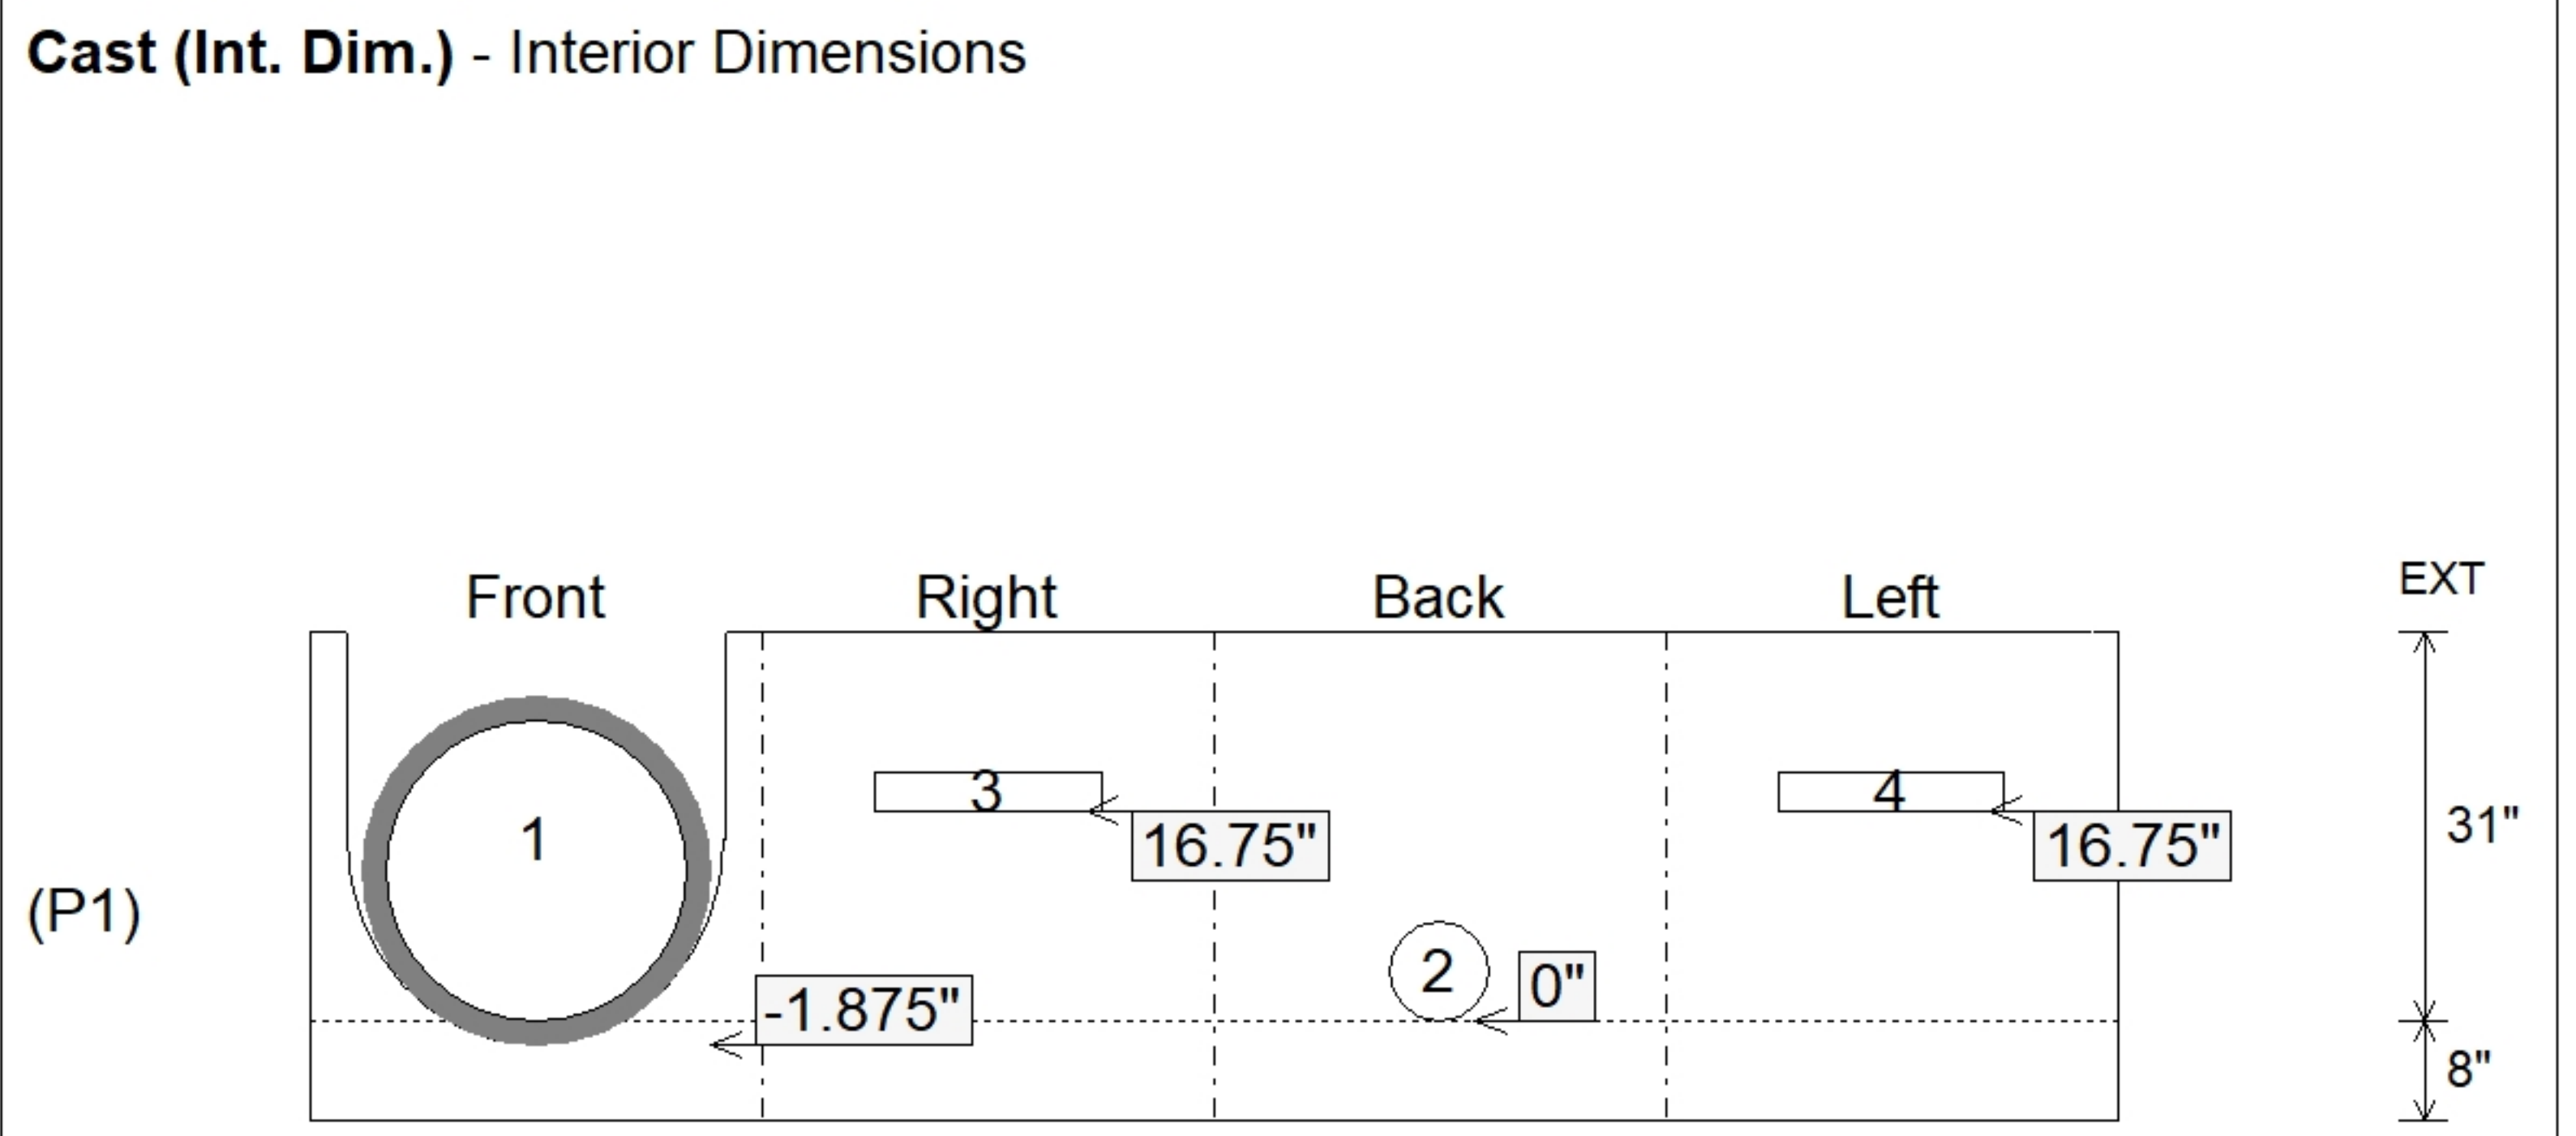 Cast (Int. Dim.) - Interior Dimensions
Front Right Back Left EXT
3 4
1 16.75" 16.75" 31"
(P1)
2 0"
-1.875"
8"